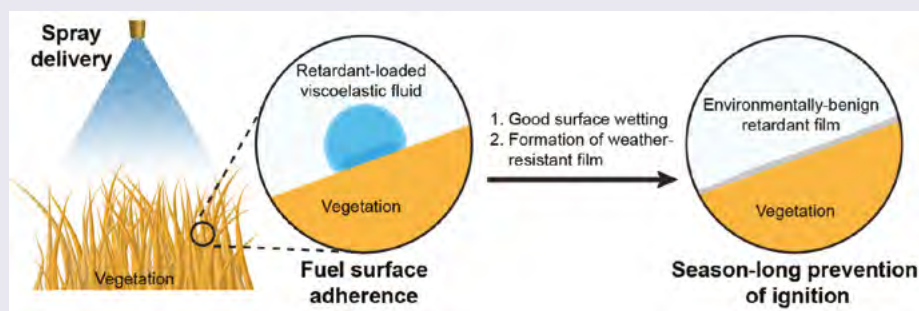 Spray
delivery
Vegetation
Retardant-loaded
viscoelastic fluid
Vegetation
Fuel surface
adherence
1. Good surface wetting
2. Formation of weather-
resistant film
Environmentally-benign
retardant film
Vegetation
Season-long prevention
of ignition